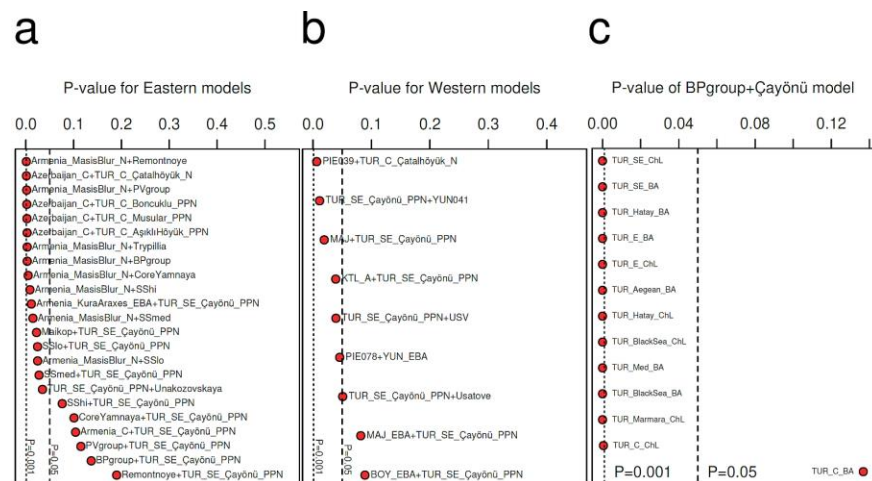 a
P-value for Eastern models
0.0 0.1 0.2 0.3 0.4 0.5
Armenia_MasisBlur_N+Remontnoye
Azerbaijan_C+TUR_C_Çatalhöyük_N
Armenia_MasisBlur_N+PVgroup
Azerbaijan_C+TUR_C_Boncuklu_PPN
Azerbaijan_C+TUR_C_Musular_PPN
Azerbaijan_C+TUR_C_AşıklıHöyük_PPN
Armenia_MasisBlur_N+Trypillia
Armenia_MasisBlur_N+BPgroup
Armenia_MasisBlur_N+CoreYamnaya
Armenia_MasisBlur_N+SShi
Armenia_KuraAraxes_EBA+TUR_SE_Çayönü_PPN
Armenia_MasisBlur_N+SSmed
Maikop+TUR_SE_Çayönü_PPN
SSlo+TUR_SE_Çayönü_PPN
Armenia_MasisBlur_N+SSlo
SSmed+TUR_SE_Çayönü_PPN
TUR_SE_Çayönü_PPN+Unakozovskaya
SShi+TUR_SE_Çayönü_PPN
CoreYamnaya+TUR_SE_Çayönü_PPN
Armenia_C+TUR_SE_Çayönü_PPN
PVgroup+TUR_SE_Çayönü_PPN
BPgroup+TUR_SE_Çayönü_PPN
Remontnoye+TUR_SE_Çayönü_PPN
P=0.001
P=0.05
b
P-value for Western models
0.0 0.1 0.2 0.3 0.4
PIE039+TUR_C_Çatalhöyük_N
TUR_SE_Çayönü_PPN+YUN041
MAJ+TUR_SE_Çayönü_PPN
KTL_A+TUR_SE_Çayönü_PPN
TUR_SE_Çayönü_PPN+USV
PIE078+YUN_EBA
TUR_SE_Çayönü_PPN+Usatove
MAJ_EBA+TUR_SE_Çayönü_PPN
BOY_EBA+TUR_SE_Çayönü_PPN
P=0.001
P=0.05
c
P-value of BPgroup+Çayönü model
0.00 0.04 0.08 0.12
TUR_SE_ChL
TUR_SE_BA
TUR_Hatay_BA
TUR_E_BA
TUR_E_ChL
TUR_Aegean_BA
TUR_Hatay_ChL
TUR_BlackSea_ChL
TUR_Med_BA
TUR_BlackSea_BA
TUR_Marmara_ChL
TUR_C_ChL
P=0.001 P=0.05 TUR_C_BA